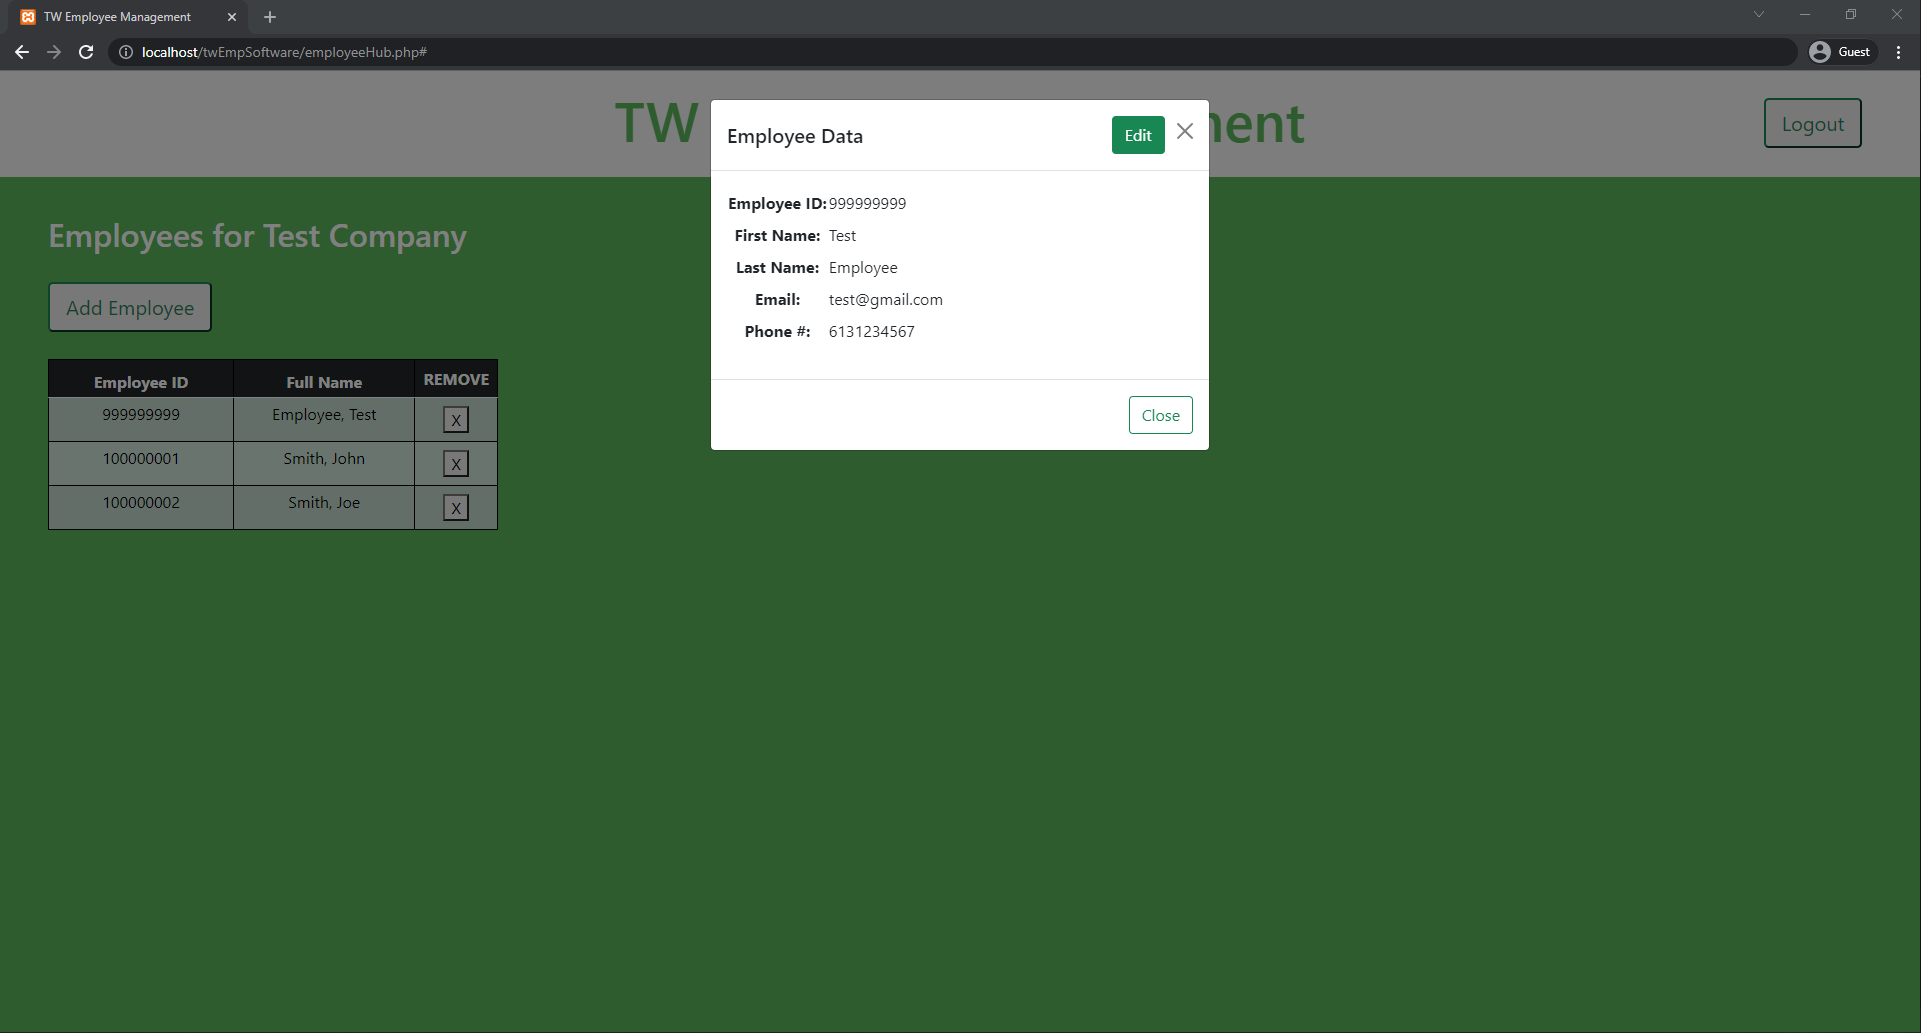 TW Employee Management
localhost/twEmpSoftware/employeeHub.php#
Guest
TW
ment
Logout
Employee Data
Edit
Employee ID: 999999999
First Name: Test
Last Name: Employee
Email: test@gmail.com
Phone #: 6131234567
Close
Employees for Test Company
Add Employee
Employee ID Full Name REMOVE
999999999 Employee, Test X
100000001 Smith, John X
100000002 Smith, Joe X